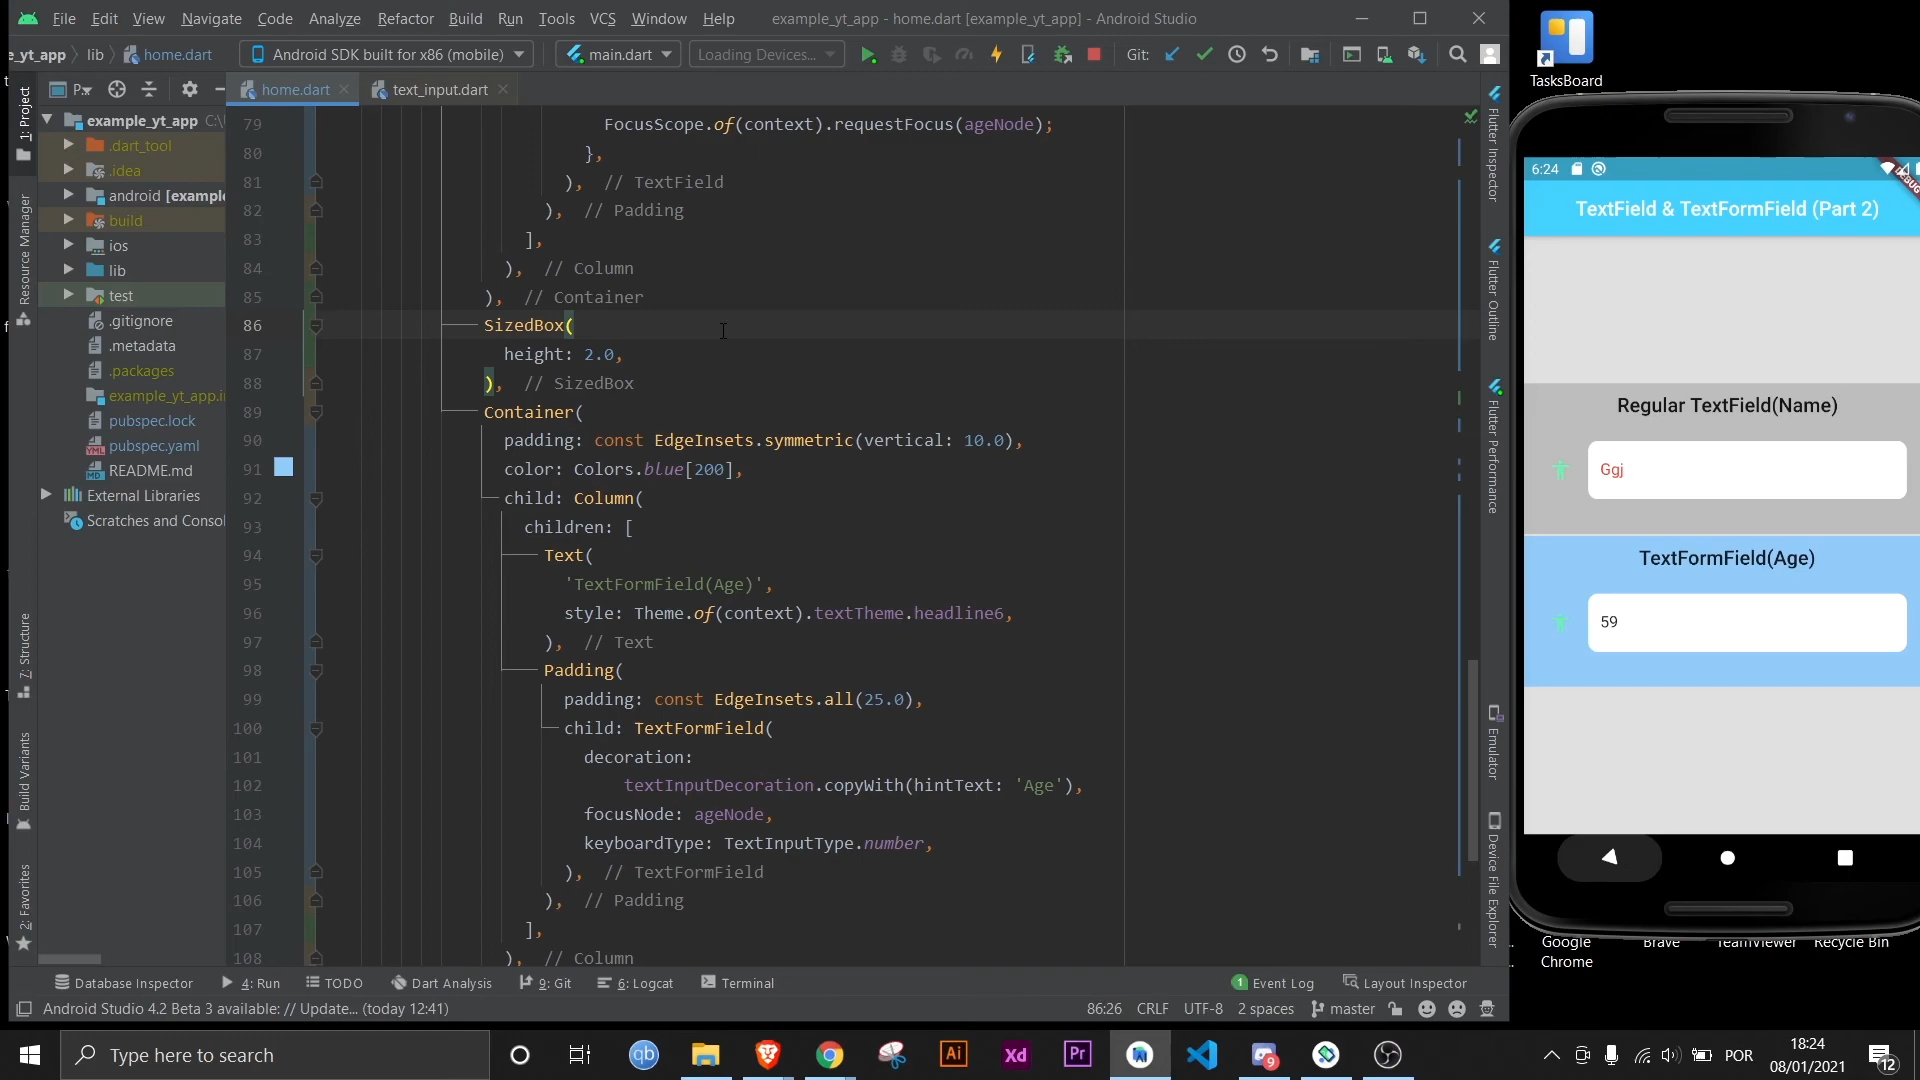 File Edit View Navigate Code Analyze Refactor Build Run Tools VCS Window Help example_yt_app - home.dart [example_yt_app] - Android Studio
e_yt_app lib home.dart Android SDK built for x86 (mobile) main.dart Loading Devices... Git:
home.dart text_input.dart
1: Project
Resource Manager
7: Structure
Build Variants
2: Favorites
example_yt_app C:\
.dart_tool
.idea
android [example
build
ios
lib
test
.gitignore
.metadata
.packages
example_yt_app.i
pubspec.lock
pubspec.yaml
README.md
External Libraries
Scratches and Consol
79 FocusScope.of(context).requestFocus(ageNode);
80 },
81 ), // TextField
82 ), // Padding
83 ],
84 ), // Column
85 ), // Container
86 SizedBox(
87 height: 2.0,
88 ), // SizedBox
89 Container(
90 padding: const EdgeInsets.symmetric(vertical: 10.0),
91 color: Colors.blue[200],
92 child: Column(
93 children: [
94 Text(
95 'TextFormField(Age)',
96 style: Theme.of(context).textTheme.headline6,
97 ), // Text
98 Padding(
99 padding: const EdgeInsets.all(25.0),
100 child: TextFormField(
101 decoration:
102 textInputDecoration.copyWith(hintText: 'Age'),
103 focusNode: ageNode,
104 keyboardType: TextInputType.number,
105 ), // TextFormField
106 ), // Padding
107 ],
108 ), // Column
Flutter Inspector
Flutter Outline
Flutter Performance
Emulator
Device File Explorer
Database Inspector 4: Run TODO Dart Analysis 9: Git 6: Logcat Terminal 1 Event Log Layout Inspector
Android Studio 4.2 Beta 3 available: // Update... (today 12:41) 86:26 CRLF UTF-8 2 spaces master
TasksBoard
6:24
DEBUG
TextField & TextFormField (Part 2)
Regular TextField(Name)
Ggj
TextFormField(Age)
59
Google Chrome
Brave
TeamViewer
Recycle Bin
Type here to search
qb
Ai
Xd
Pr
9
POR
18:24
08/01/2021
12